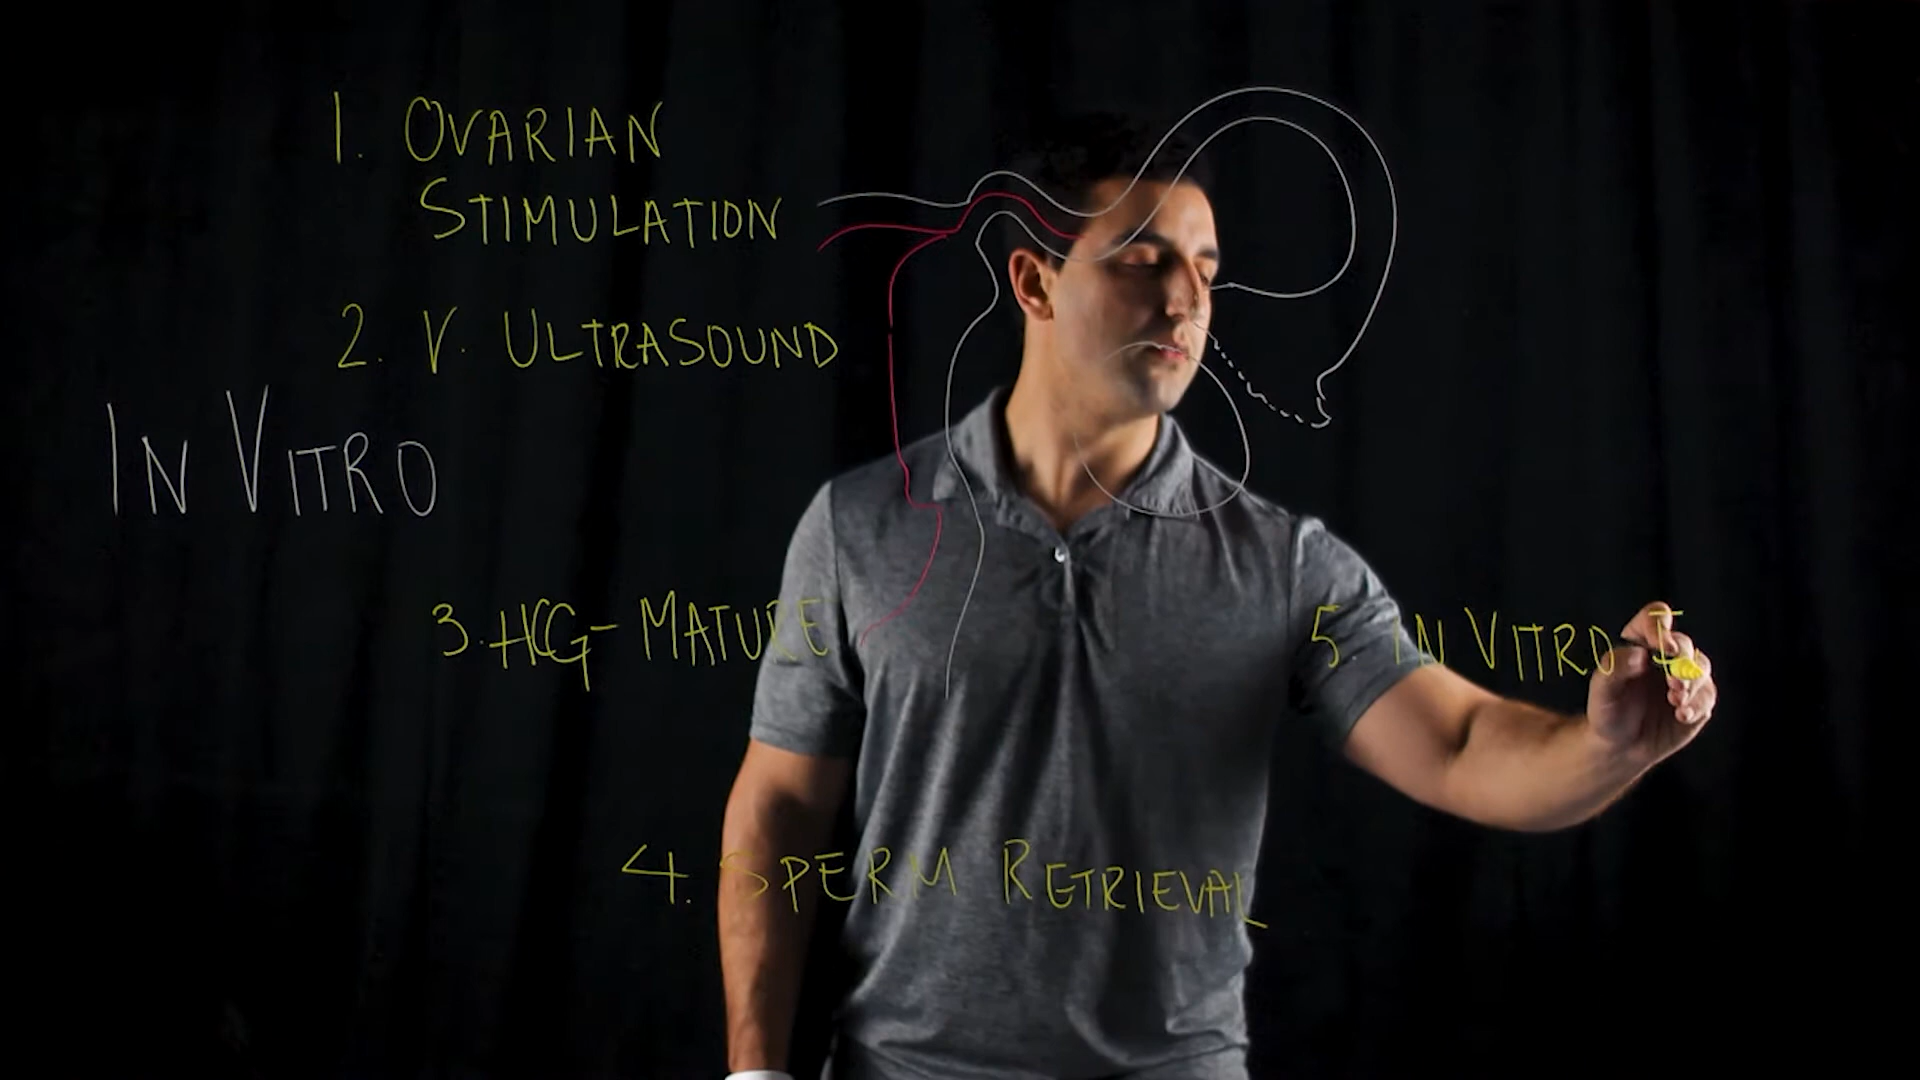 1. OVARIAN
STIMULATION
2. V. ULTRASOUND
IN VITRO
3. HCG- MATURE
5. IN VITRO F
4. SPERM RETRIEVAL